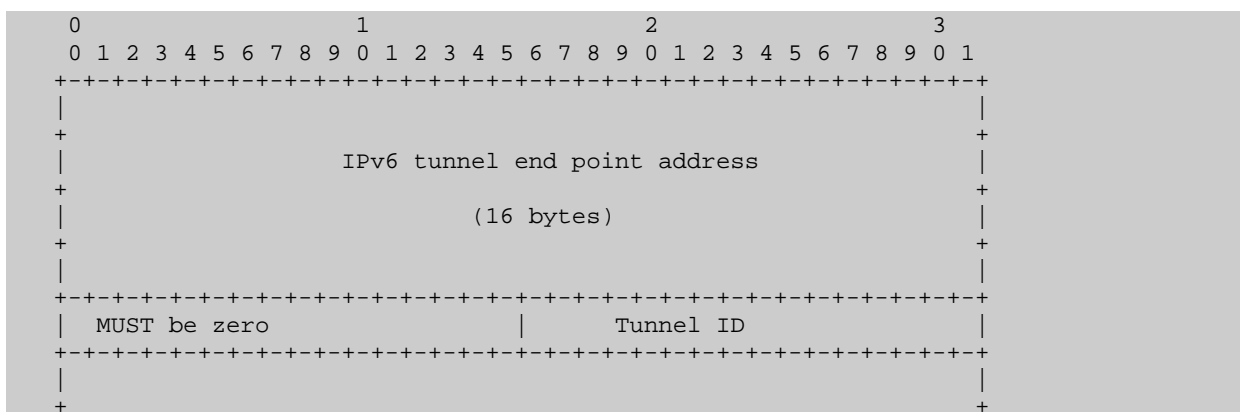 0                   1                   2                   3
 0 1 2 3 4 5 6 7 8 9 0 1 2 3 4 5 6 7 8 9 0 1 2 3 4 5 6 7 8 9 0 1
+-+-+-+-+-+-+-+-+-+-+-+-+-+-+-+-+-+-+-+-+-+-+-+-+-+-+-+-+-+-+-+-+
|                                                               |
+                                                               +
|                   IPv6 tunnel end point address               |
+                                                               +
|                            (16 bytes)                         |
+                                                               +
|                                                               |
+-+-+-+-+-+-+-+-+-+-+-+-+-+-+-+-+-+-+-+-+-+-+-+-+-+-+-+-+-+-+-+-+
|  MUST be zero                 |      Tunnel ID                |
+-+-+-+-+-+-+-+-+-+-+-+-+-+-+-+-+-+-+-+-+-+-+-+-+-+-+-+-+-+-+-+-+
|                                                               |
+                                                               +